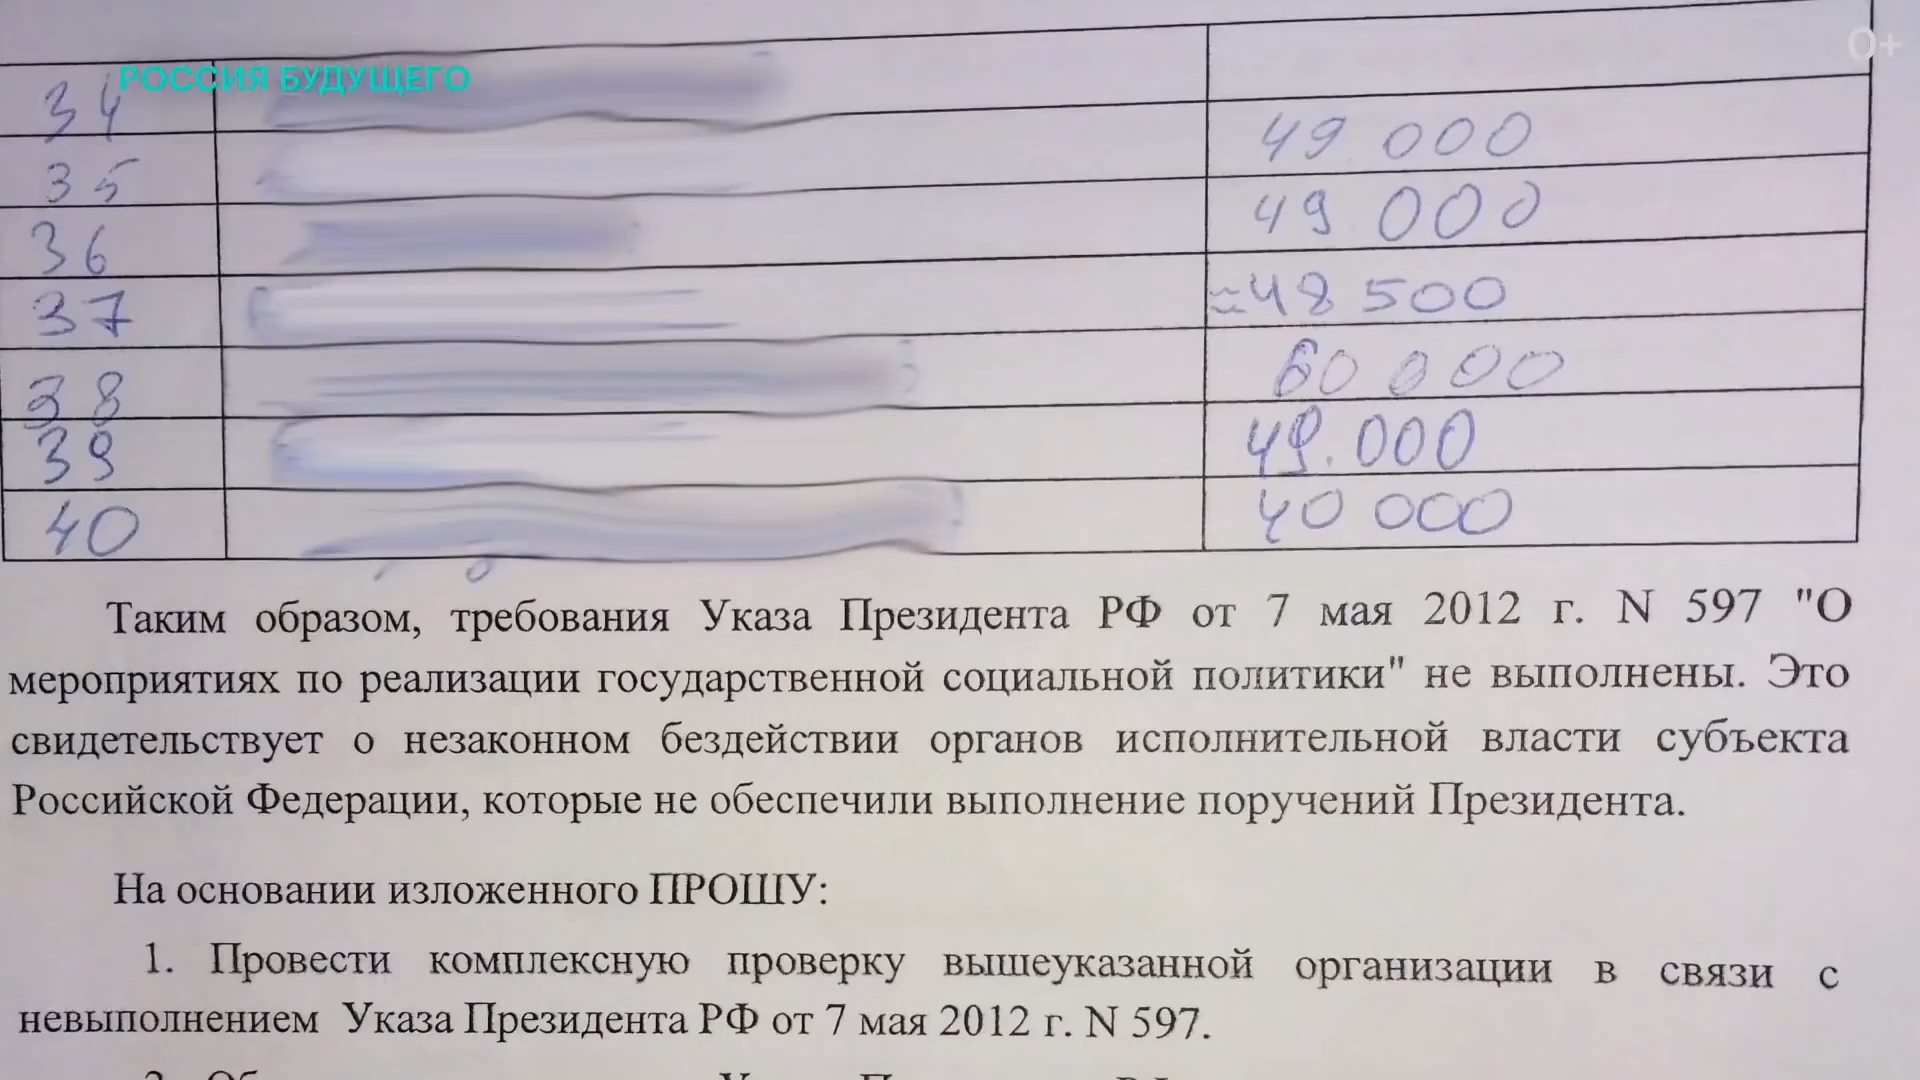 РОССИЯ БУДУЩЕГО
0+
34
35 49 000
36 49 000
37 ≈48 500
38 60 000
39 49.000
40 40 000
Таким образом, требования Указа Президента РФ от 7 мая 2012 г. N 597 "О
мероприятиях по реализации государственной социальной политики" не выполнены. Это
свидетельствует о незаконном бездействии органов исполнительной власти субъекта
Российской Федерации, которые не обеспечили выполнение поручений Президента.
На основании изложенного ПРОШУ:
1. Провести комплексную проверку вышеуказанной организации в связи с
невыполнением Указа Президента РФ от 7 мая 2012 г. N 597.